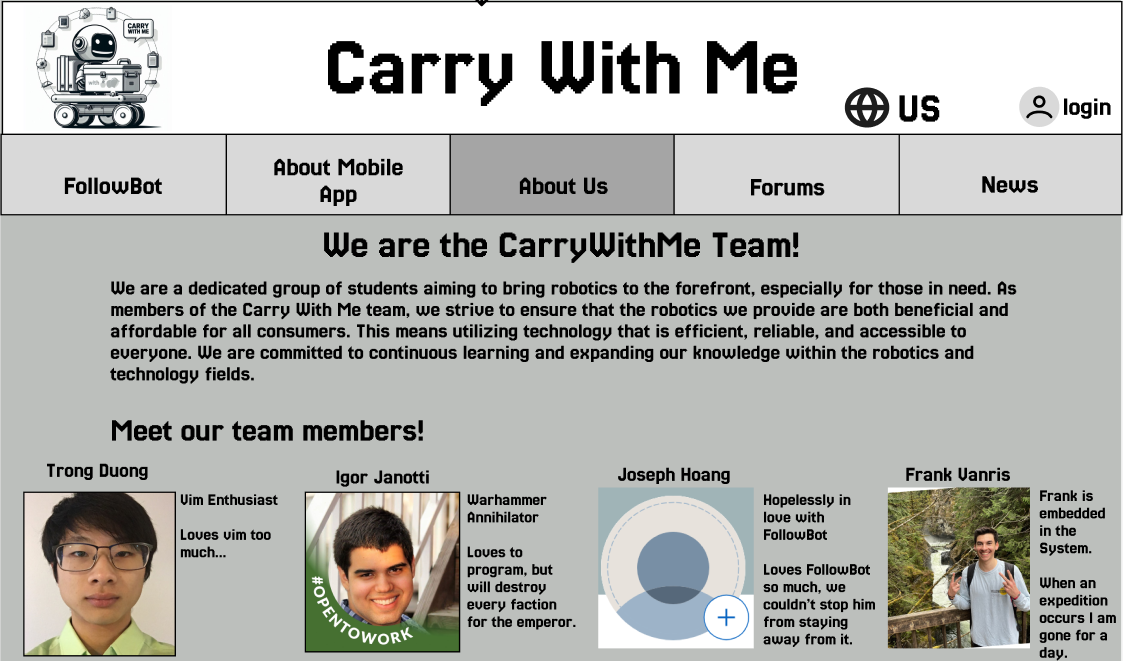 CARRY
WITH ME
with
Carry With Me
US
login
FollowBot
About Mobile
App
About Us
Forums
News
We are the CarryWithMe Team!
We are a dedicated group of students aiming to bring robotics to the forefront, especially for those in need. As
members of the Carry With Me team, we strive to ensure that the robotics we provide are both beneficial and
affordable for all consumers. This means utilizing technology that is efficient, reliable, and accessible to
everyone. We are committed to continuous learning and expanding our knowledge within the robotics and
technology fields.
Meet our team members!
Trong Duong
Vim Enthusiast
Loves vim too
much...
Igor Janotti
#OPENTOWORK
Warhammer
Annihilator
Loves to
program, but
will destroy
every faction
for the emperor.
Joseph Hoang
Hopelessly in
love with
FollowBot
Loves FollowBot
so much, we
couldn't stop him
from staying
away from it.
Frank Vanris
Frank is
embedded
in the
System.
When an
expedition
occurs I am
gone for a
day.